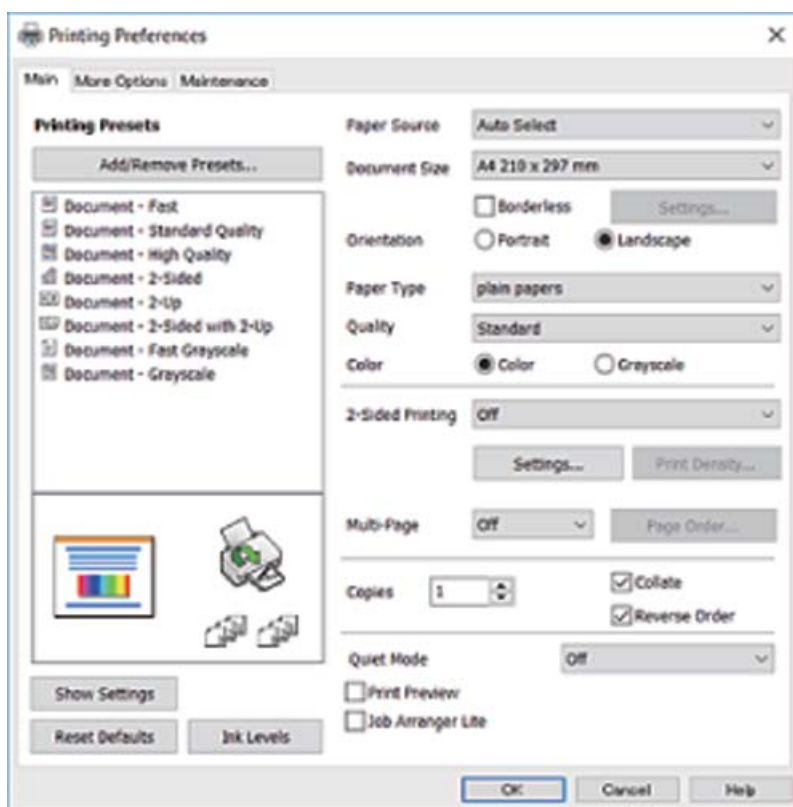 Printing Preferences
Main More Options Maintenance
Printing Presets
Add/Remove Presets...
Document - Fast
Document - Standard Quality
Document - High Quality
Document - 2-Sided
Document - 2-Up
Document - 2-Sided with 2-Up
Document - Fast Grayscale
Document - Grayscale
Show Settings
Reset Defaults Ink Levels
Paper Source Auto Select
Document Size A4 210 x 297 mm
Borderless Settings...
Orientation Portrait Landscape
Paper Type plain papers
Quality Standard
Color Color Grayscale
2-Sided Printing Off
Settings... Print Density...
Multi-Page Off Page Order...
Copies 1 Collate
Reverse Order
Quiet Mode Off
Print Preview
Job Arranger Lite
OK Cancel Help